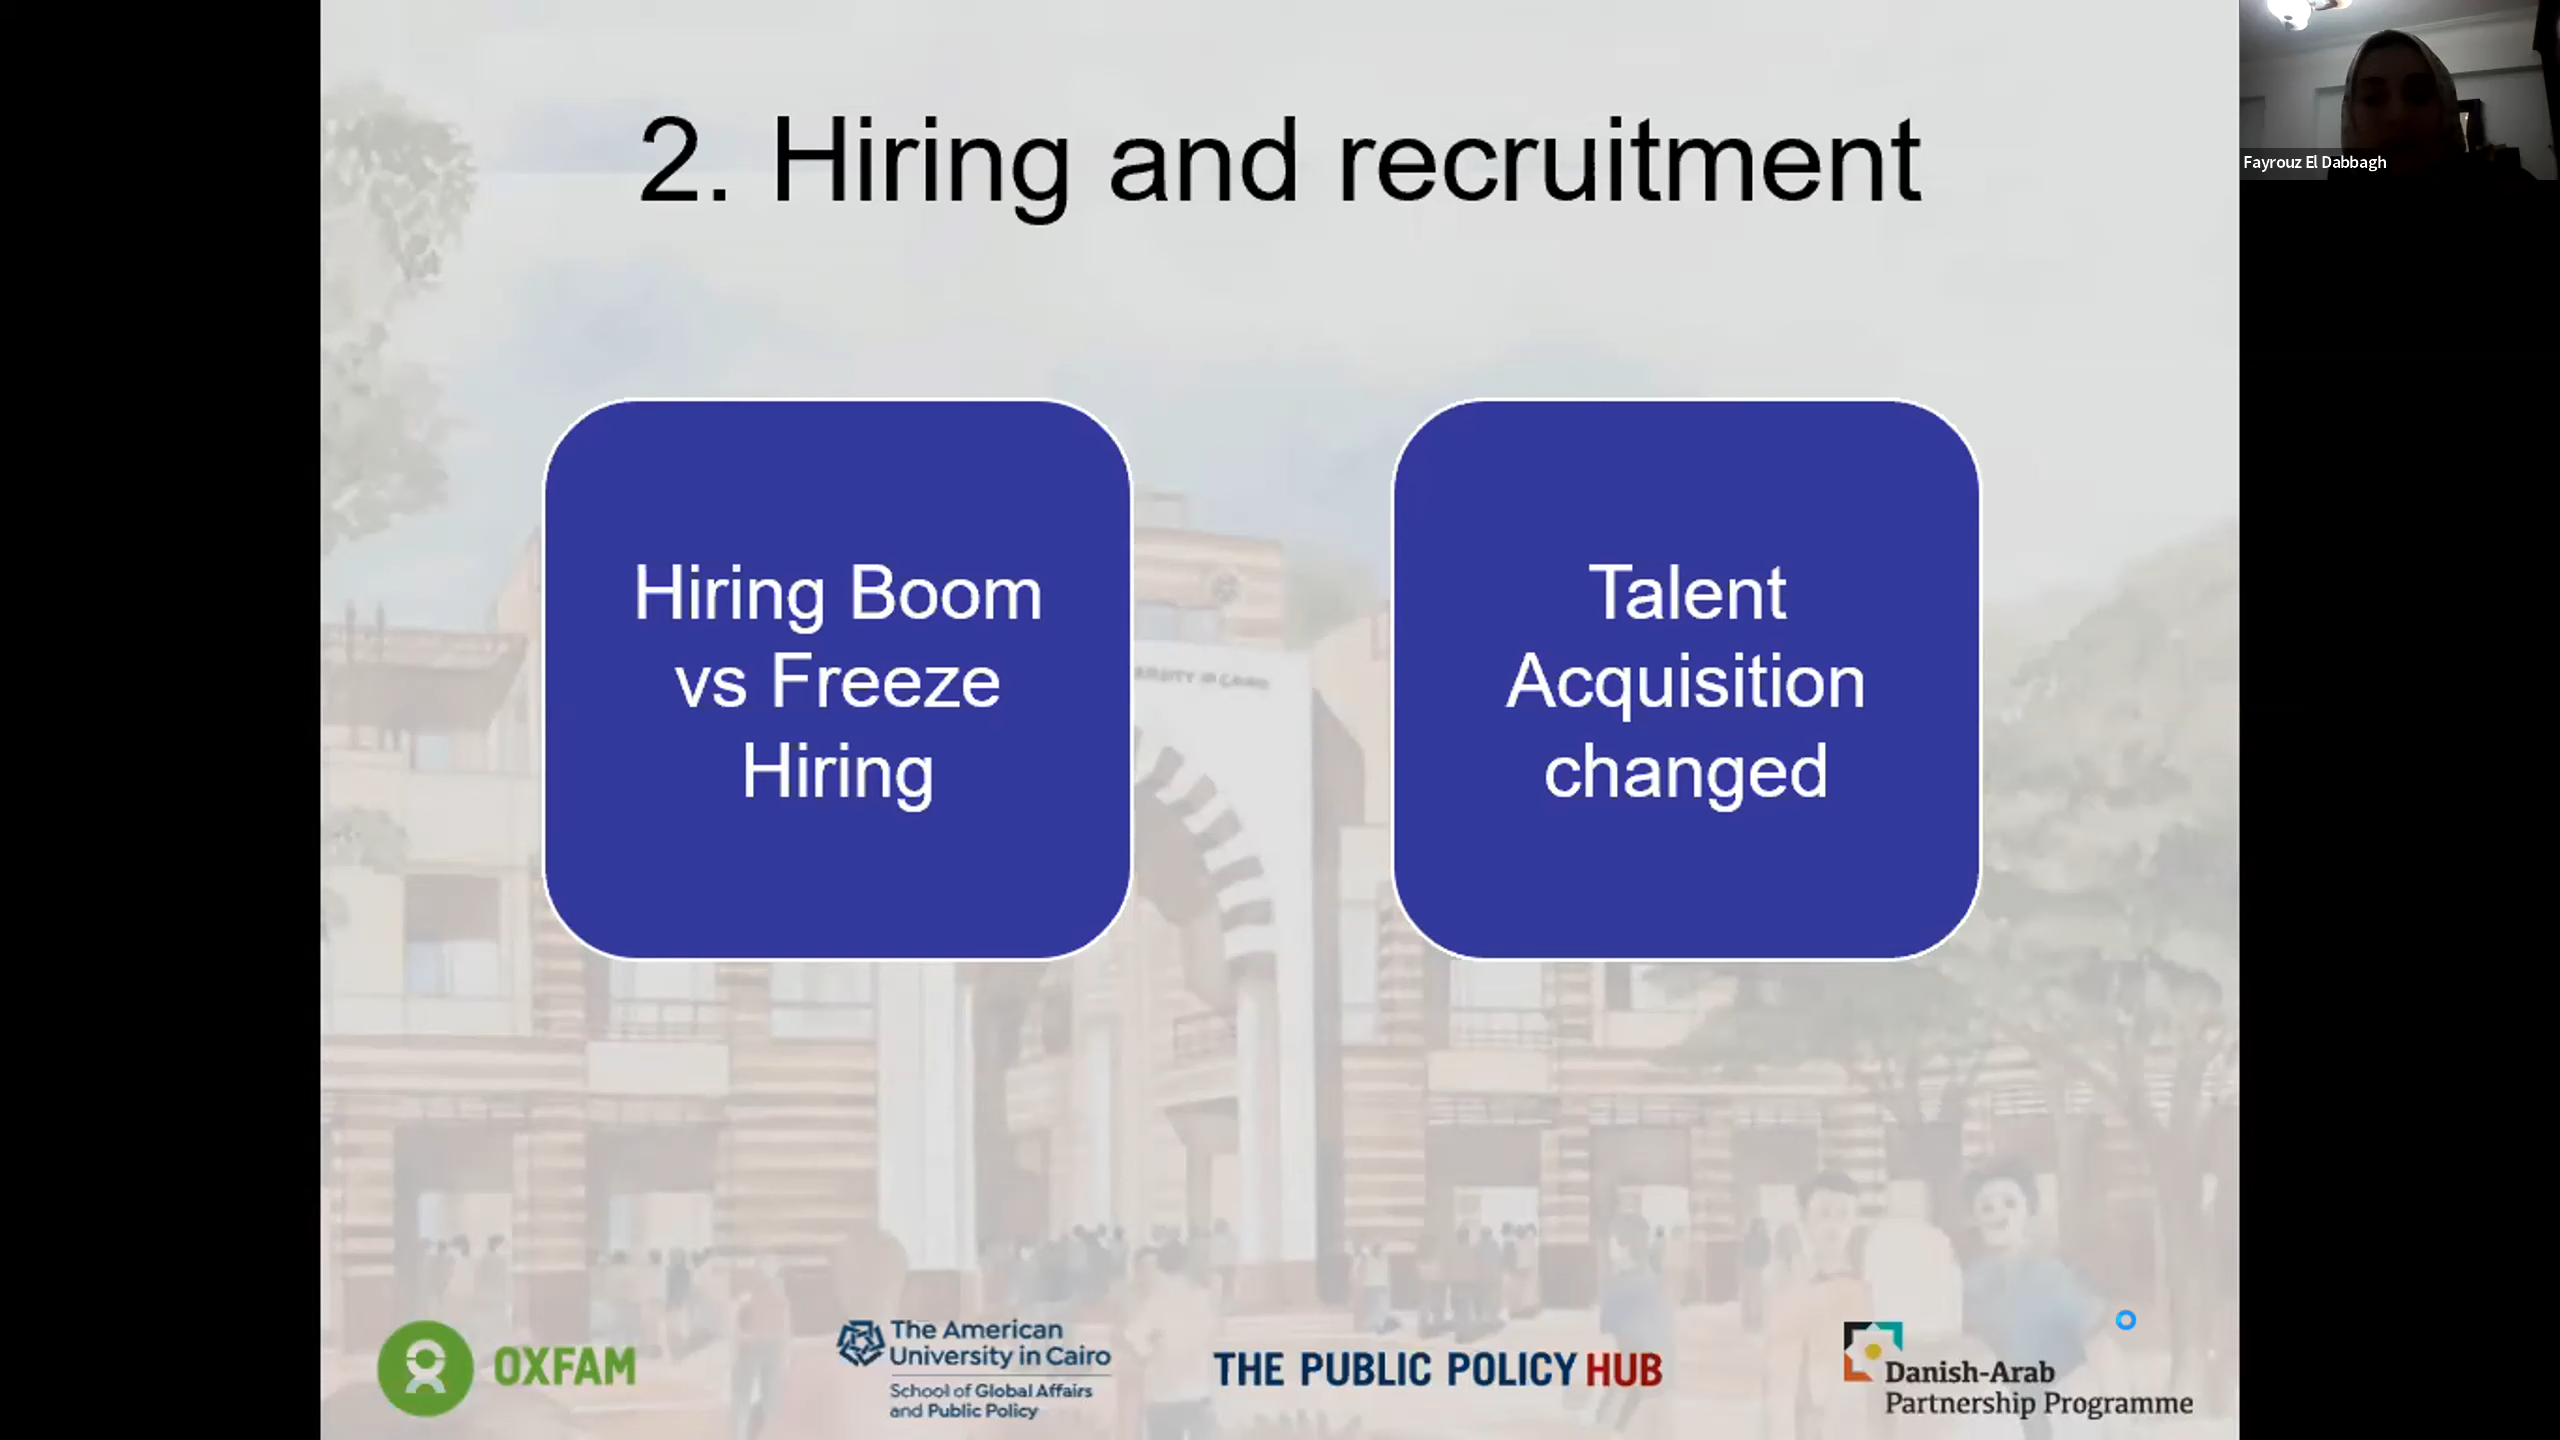 2. Hiring and recruitment
Fayrouz El Dabbagh
Hiring Boom
vs Freeze
Hiring
Talent
Acquisition
changed
OXFAM
The American
University in Cairo
School of Global Affairs
and Public Policy
THE PUBLIC POLICY HUB
Danish-Arab
Partnership Programme